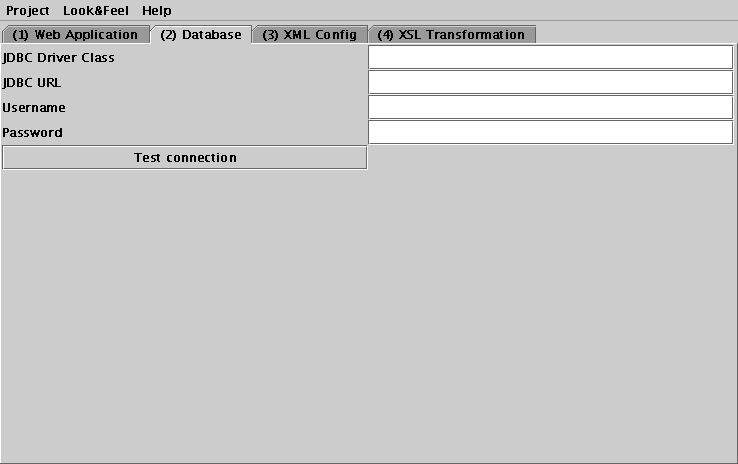 Project Look&Feel Help
(1) Web Application (2) Database (3) XML Config (4) XSL Transformation
JDBC Driver Class
JDBC URL
Username
Password
Test connection